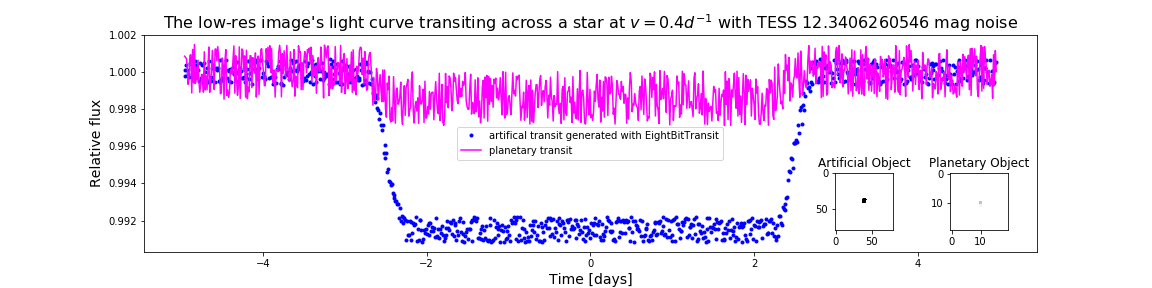 The low-res image's light curve transiting across a star at v = 0.4d⁻¹ with TESS 12.3406260546 mag noise
1.002
1.000
0.998
0.996
0.994
0.992
Relative flux
artifical transit generated with EightBitTransit
planetary transit
Artificial Object
0
50
0 50
Planetary Object
0
10
0 10
−4 −2 0 2 4
Time [days]